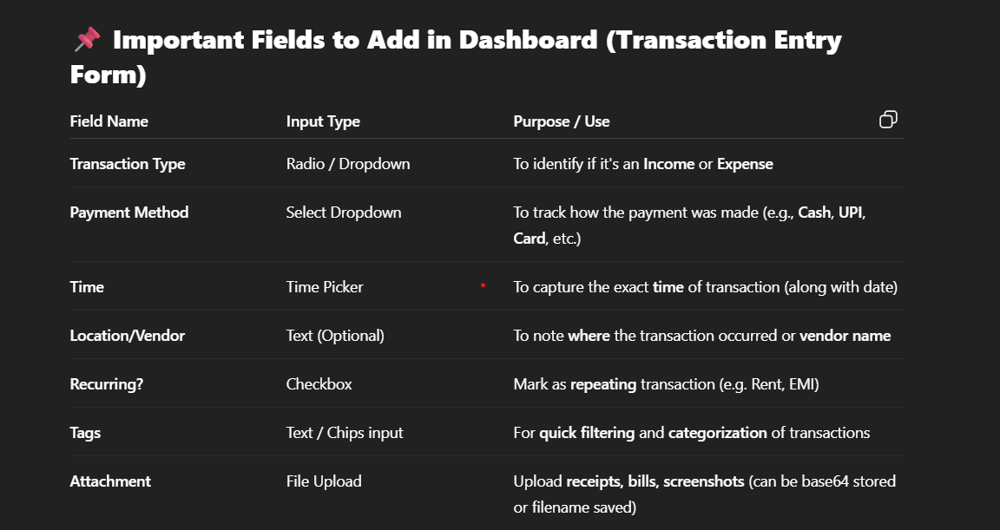 📌 Important Fields to Add in Dashboard (Transaction Entry
Form)
Field Name Input Type Purpose / Use
Transaction Type Radio / Dropdown To identify if it's an Income or Expense
Payment Method Select Dropdown To track how the payment was made (e.g., Cash, UPI,
Card, etc.)
Time Time Picker To capture the exact time of transaction (along with date)
Location/Vendor Text (Optional) To note where the transaction occurred or vendor name
Recurring? Checkbox Mark as repeating transaction (e.g. Rent, EMI)
Tags Text / Chips input For quick filtering and categorization of transactions
Attachment File Upload Upload receipts, bills, screenshots (can be base64 stored
or filename saved)